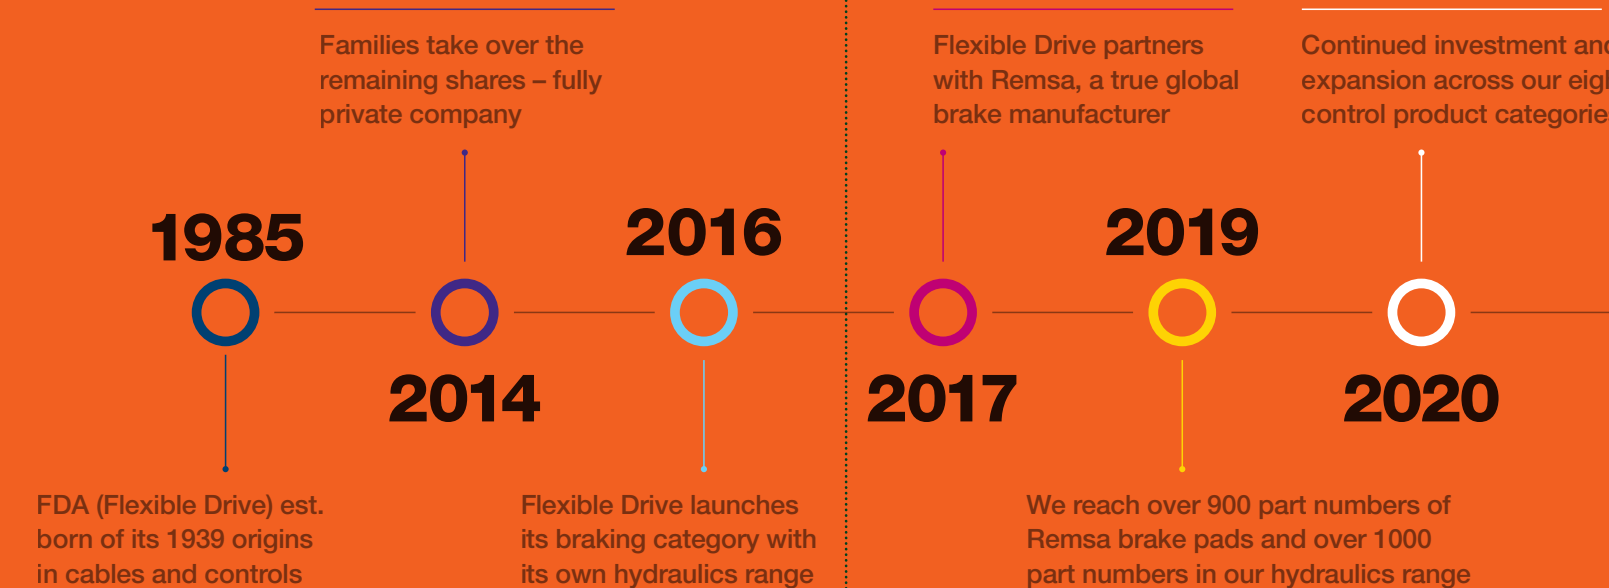 Families take over the
remaining shares – fully
private company
Flexible Drive partners
with Remsa, a true global
brake manufacturer
Continued investment
expansion across our
control product
1985
2016
2019
2014
2017
2020
FDA (Flexible Drive) est.
born of its 1939 origins
in cables and controls
Flexible Drive launches
its braking category with
its own hydraulics range
We reach over 900 part numbers of
Remsa brake pads and over 1000
part numbers in our hydraulics range